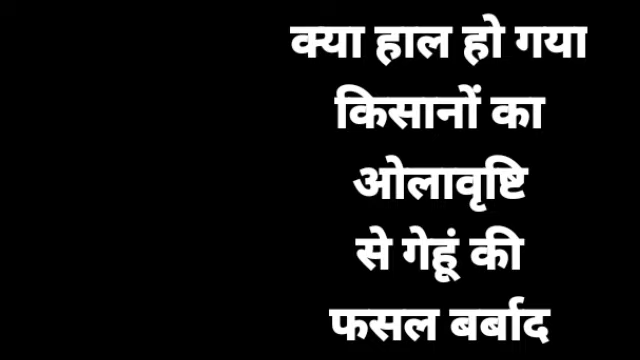 क्या हाल हो गया
किसानों का
ओलावृष्टि
से गेहूं की
फसल बर्बाद